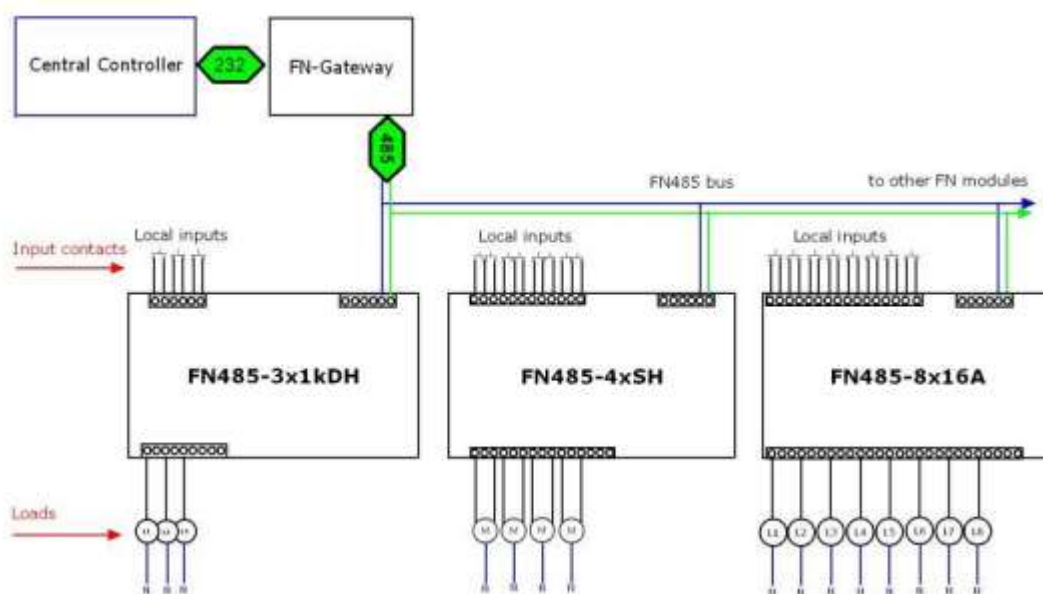 Central Controller
232
FN-Gateway
485
FN485 bus
to other FN modules
Input contacts
Local inputs
Local inputs
Local inputs
FN485-3x1kDH
FN485-4xSH
FN485-8x16A
Loads
M M M M
L1 L2 L3 L4 L5 L6 L7 L8
N N N